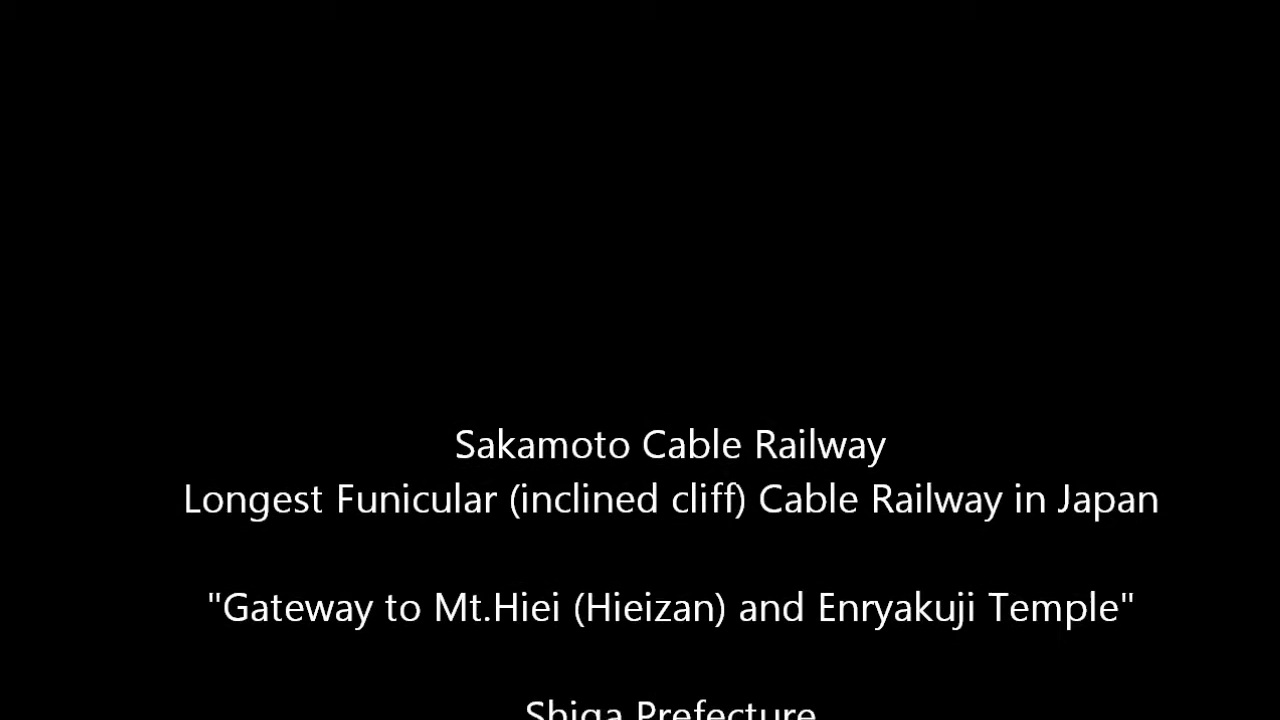 Sakamoto Cable Railway
Longest Funicular (inclined cliff) Cable Railway in Japan
"Gateway to Mt.Hiei (Hieizan) and Enryakuji Temple"
Shiga Prefecture